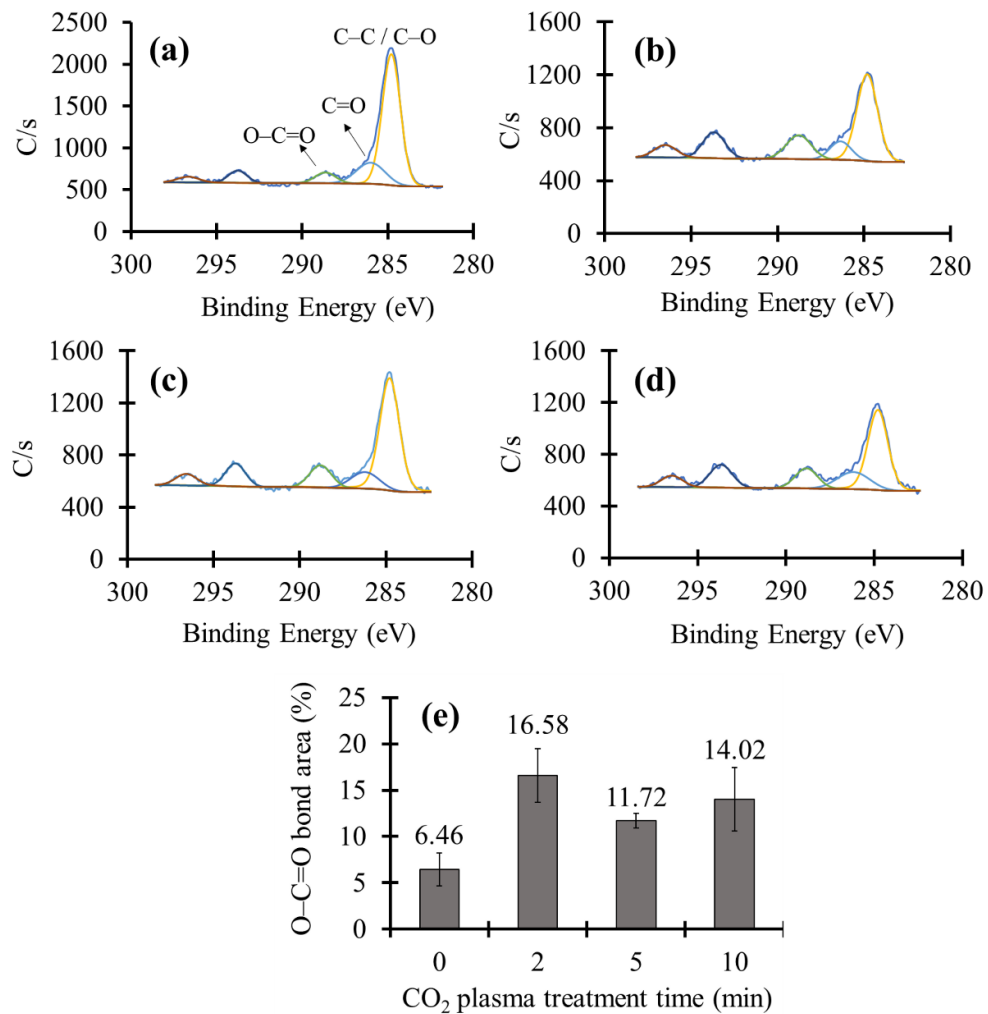 (a)
C–C / C–O
C=O
O–C=O
C/s
2500
2000
1500
1000
500
0
300 295 290 285 280
Binding Energy (eV)
(b)
C/s
1600
1200
800
400
0
300 295 290 285 280
Binding Energy (eV)
(c)
C/s
1600
1200
800
400
0
300 295 290 285 280
Binding Energy (eV)
(d)
C/s
1600
1200
800
400
0
300 295 290 285 280
Binding Energy (eV)
(e)
O–C=O bond area (%)
25
20
15
10
5
0
6.46
16.58
11.72
14.02
0 2 5 10
CO₂ plasma treatment time (min)